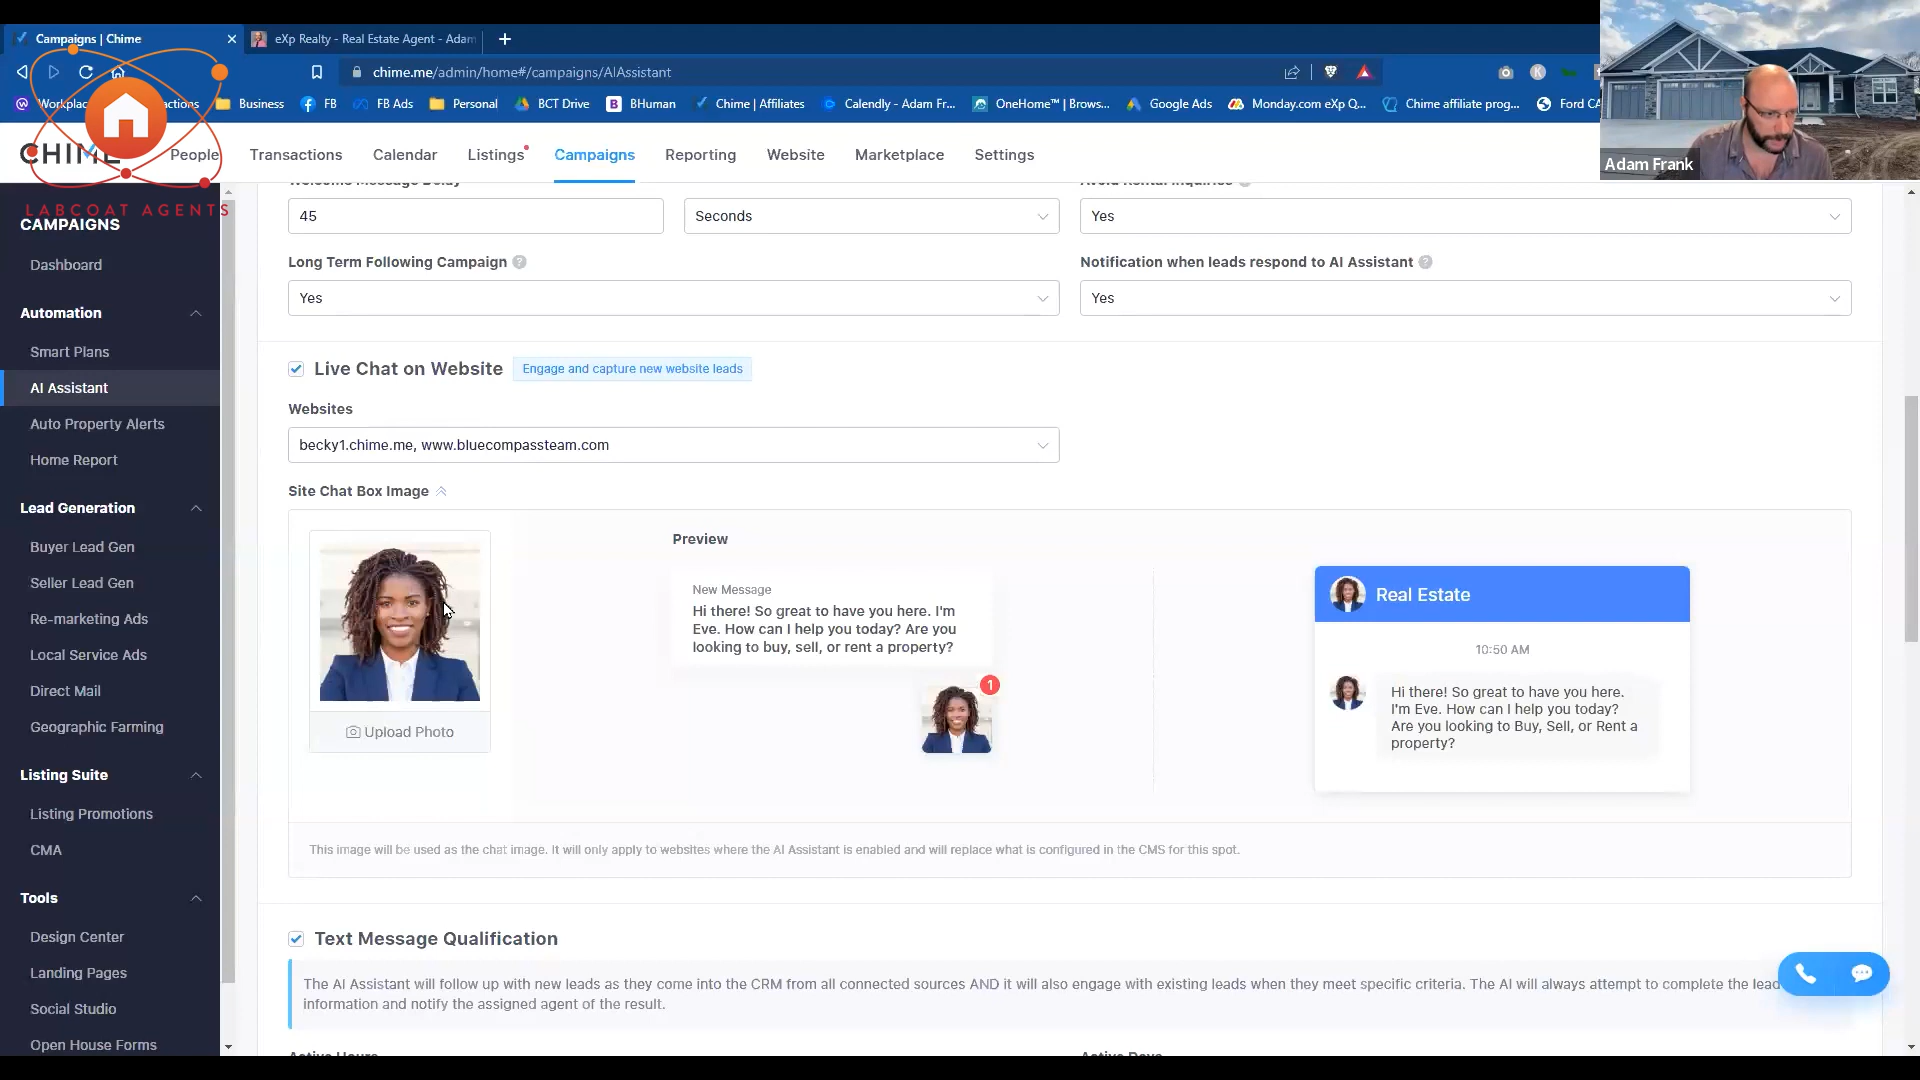 Campaigns | Chime
eXp Realty - Real Estate Agent - Adam
chime.me/admin/home#/campaigns/AIAssistant
Business
FB
FB Ads
Personal
BCT Drive
BHuman
Chime | Affiliates
Calendly - Adam Fr...
OneHome™ | Brows...
Google Ads
Monday.com eXp Q...
Chime affiliate prog...
Adam Frank
CHIME
People
Transactions
Calendar
Listings
Campaigns
Reporting
Website
Marketplace
Settings
LABCOAT AGENTS
CAMPAIGNS
Dashboard
Automation
Smart Plans
AI Assistant
Auto Property Alerts
Home Report
Lead Generation
Buyer Lead Gen
Seller Lead Gen
Re-marketing Ads
Local Service Ads
Direct Mail
Geographic Farming
Listing Suite
Listing Promotions
CMA
Tools
Design Center
Landing Pages
Social Studio
Open House Forms
Welcome Message Delay
Avoid Rental Inquiries
45
Seconds
Yes
Long Term Following Campaign
Notification when leads respond to AI Assistant
Yes
Yes
Live Chat on Website
Engage and capture new website leads
Websites
becky1.chime.me, www.bluecompassteam.com
Site Chat Box Image
Upload Photo
Preview
New Message
Hi there! So great to have you here. I'm
Eve. How can I help you today? Are you
looking to buy, sell, or rent a property?
1
Real Estate
10:50 AM
Hi there! So great to have you here.
I'm Eve. How can I help you today?
Are you looking to Buy, Sell, or Rent a
property?
This image will be used as the chat image. It will only apply to websites where the AI Assistant is enabled and will replace what is configured in the CMS for this spot.
Text Message Qualification
The AI Assistant will follow up with new leads as they come into the CRM from all connected sources AND it will also engage with existing leads when they meet specific criteria. The AI will always attempt to complete the lead
information and notify the assigned agent of the result.
Active Hours
Active Days